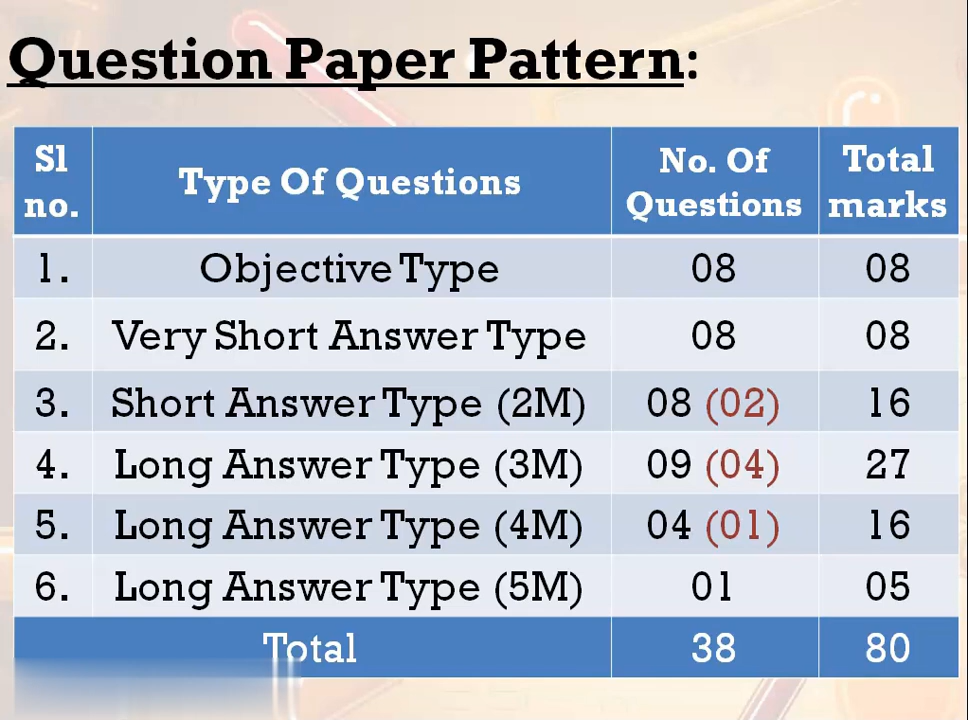 Question Paper Pattern:
Sl no. Type Of Questions No. Of Questions Total marks
1. Objective Type 08 08
2. Very Short Answer Type 08 08
3. Short Answer Type (2M) 08 (02) 16
4. Long Answer Type (3M) 09 (04) 27
5. Long Answer Type (4M) 04 (01) 16
6. Long Answer Type (5M) 01 05
Total 38 80